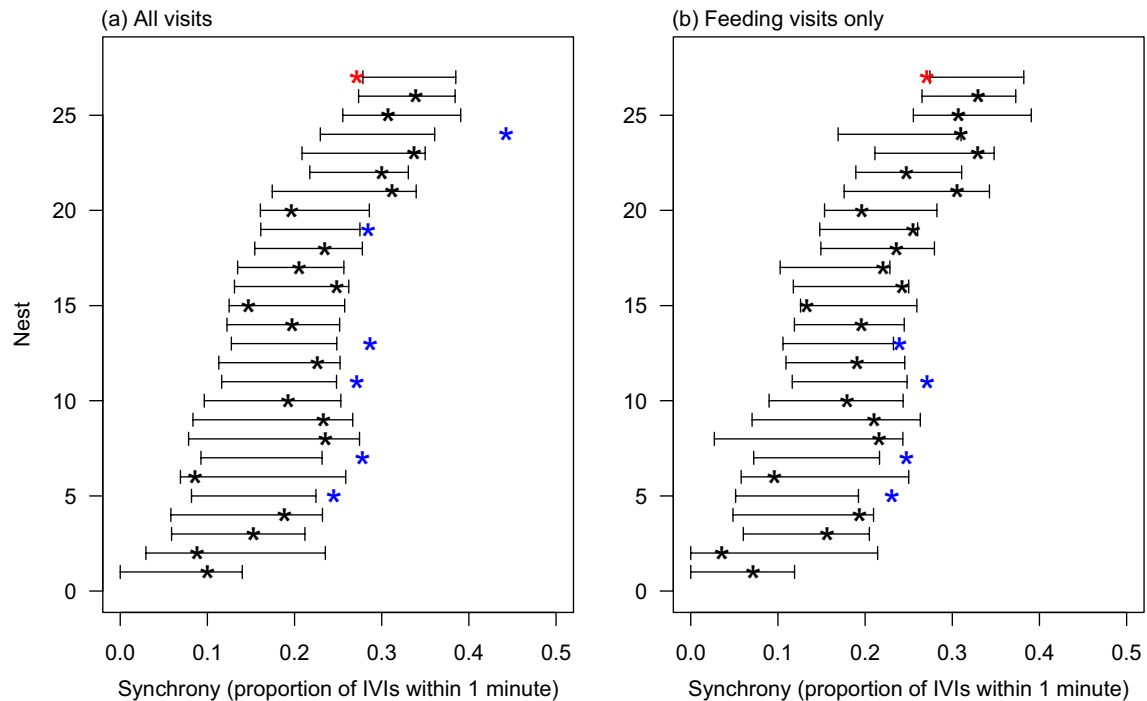 (a) All visits
(b) Feeding visits only
Nest
25
20
15
10
5
0
25
20
15
10
5
0
0.0 0.1 0.2 0.3 0.4 0.5
0.0 0.1 0.2 0.3 0.4 0.5
Synchrony (proportion of IVIs within 1 minute)
Synchrony (proportion of IVIs within 1 minute)